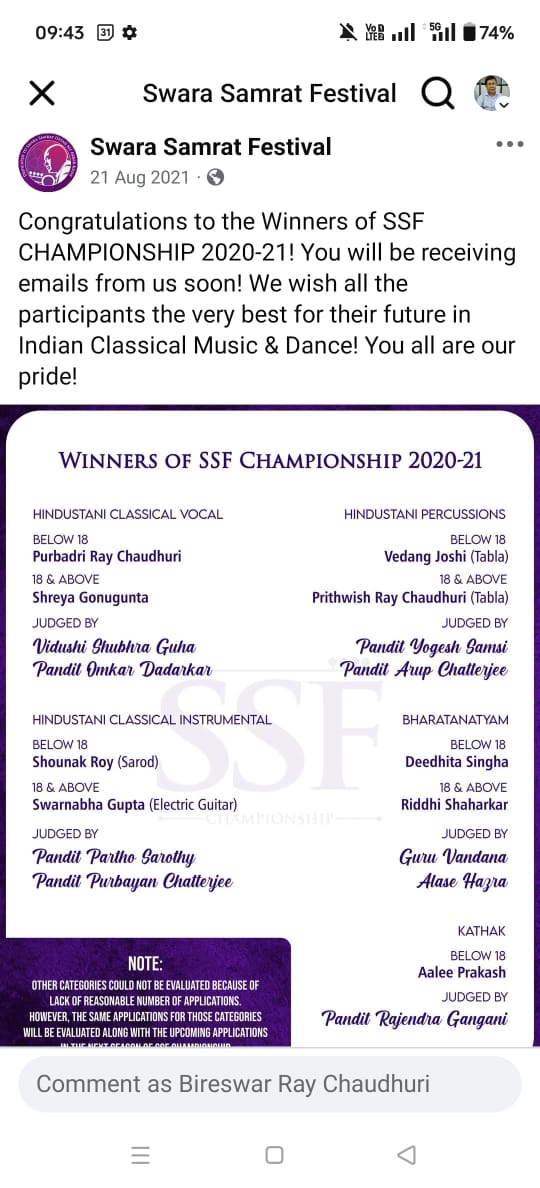 09:43 31
Vo D LTE B 5G 74%
Swara Samrat Festival
Swara Samrat Festival
21 Aug 2021 ·
Congratulations to the Winners of SSF
CHAMPIONSHIP 2020-21! You will be receiving
emails from us soon! We wish all the
participants the very best for their future in
Indian Classical Music & Dance! You all are our
pride!
WINNERS OF SSF CHAMPIONSHIP 2020-21
HINDUSTANI CLASSICAL VOCAL
BELOW 18
Purbadri Ray Chaudhuri
18 & ABOVE
Shreya Gonugunta
JUDGED BY
Vidushi Shubhra Guha
Pandit Omkar Dadarkar
HINDUSTANI PERCUSSIONS
BELOW 18
Vedang Joshi (Tabla)
18 & ABOVE
Prithwish Ray Chaudhuri (Tabla)
JUDGED BY
Pandit Yogesh Samsi
Pandit Arup Chatterjee
SSF
CHAMPIONSHIP
HINDUSTANI CLASSICAL INSTRUMENTAL
BELOW 18
Shounak Roy (Sarod)
18 & ABOVE
Swarnabha Gupta (Electric Guitar)
JUDGED BY
Pandit Partho Sarothy
Pandit Purbayan Chatterjee
BHARATANATYAM
BELOW 18
Deedhita Singha
18 & ABOVE
Riddhi Shaharkar
JUDGED BY
Guru Vandana
Alase Hazra
KATHAK
BELOW 18
Aalee Prakash
JUDGED BY
Pandit Rajendra Gangani
NOTE:
OTHER CATEGORIES COULD NOT BE EVALUATED BECAUSE OF
LACK OF REASONABLE NUMBER OF APPLICATIONS.
HOWEVER, THE SAME APPLICATIONS FOR THOSE CATEGORIES
WILL BE EVALUATED ALONG WITH THE UPCOMING APPLICATIONS
IN THE NEXT SEASON OF SSF CHAMPIONSHIP
Comment as Bireswar Ray Chaudhuri